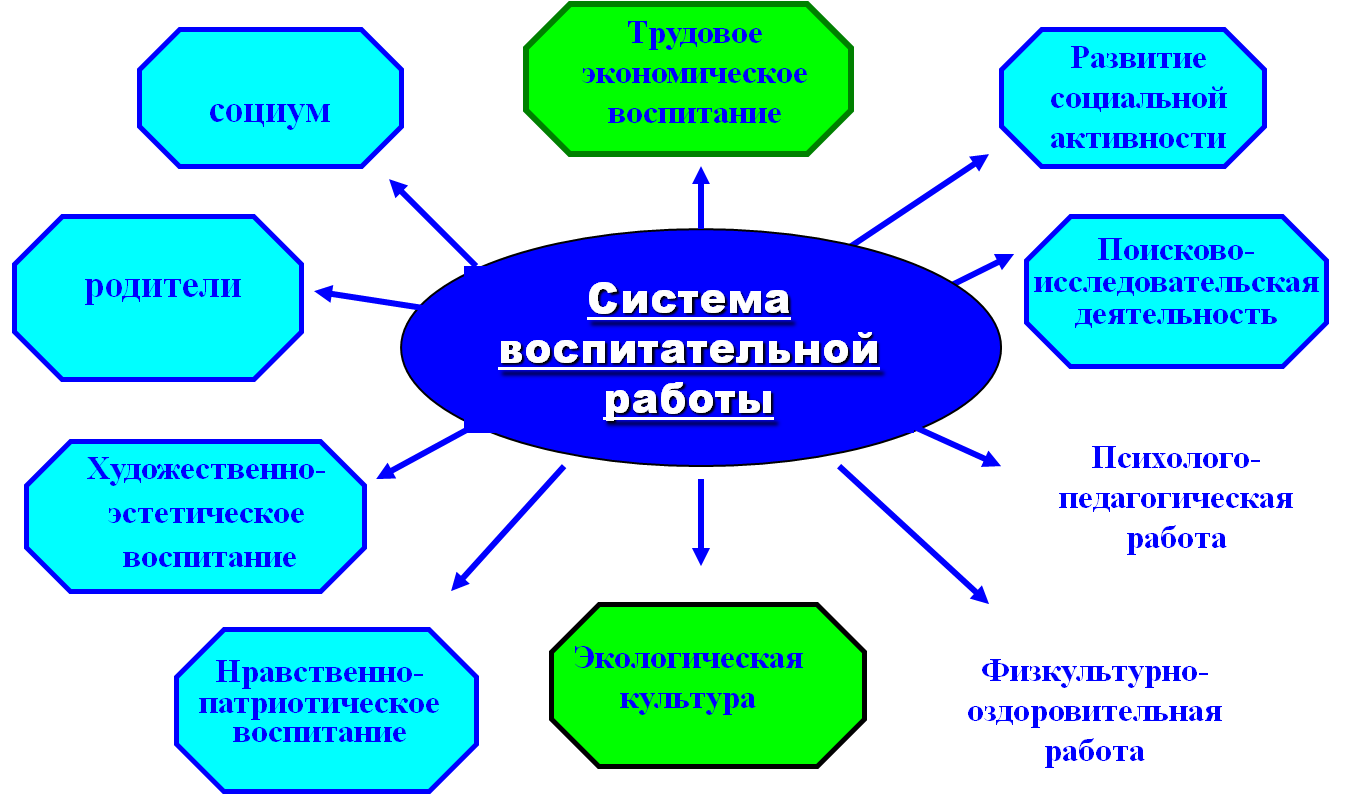 социум
Трудовое
экономическое
воспитание
Развитие
социальной
активности
родители
Поисково-
исследовательская
деятельность
Система
воспитательной
работы
Художественно-
эстетическое
воспитание
Психолого-
педагогическая
работа
Нравственно-
патриотическое
воспитание
Экологическая
культура
Физкультурно-
оздоровительная
работа